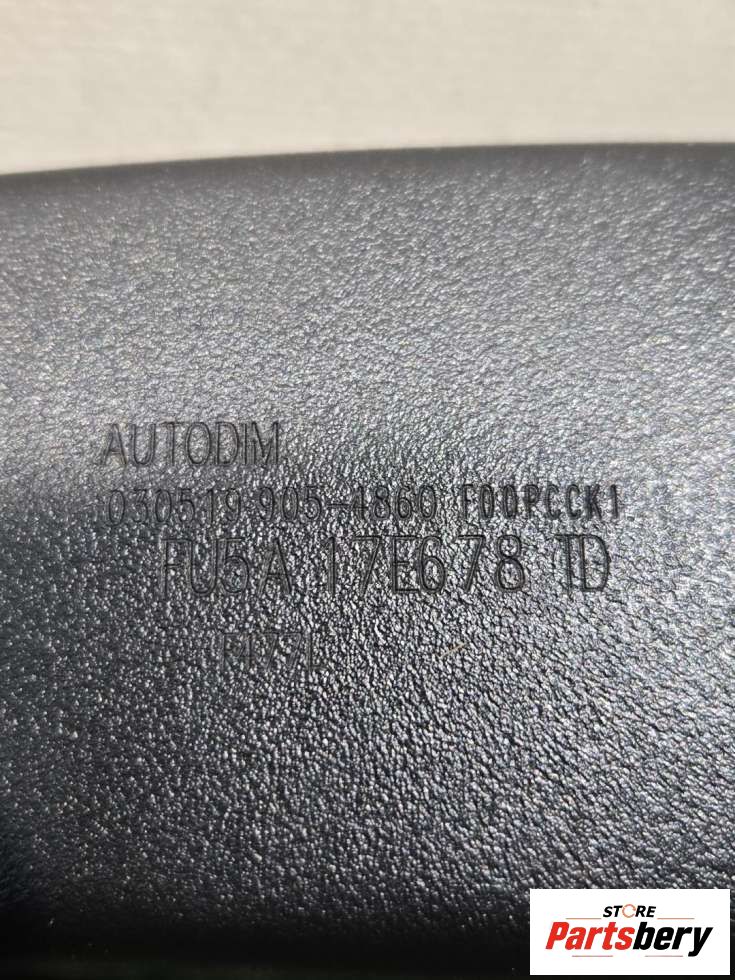 AUTODIM
030519 905-4860 F00PCCK1
FU5A 17E678 TD
STORE
Partsbery